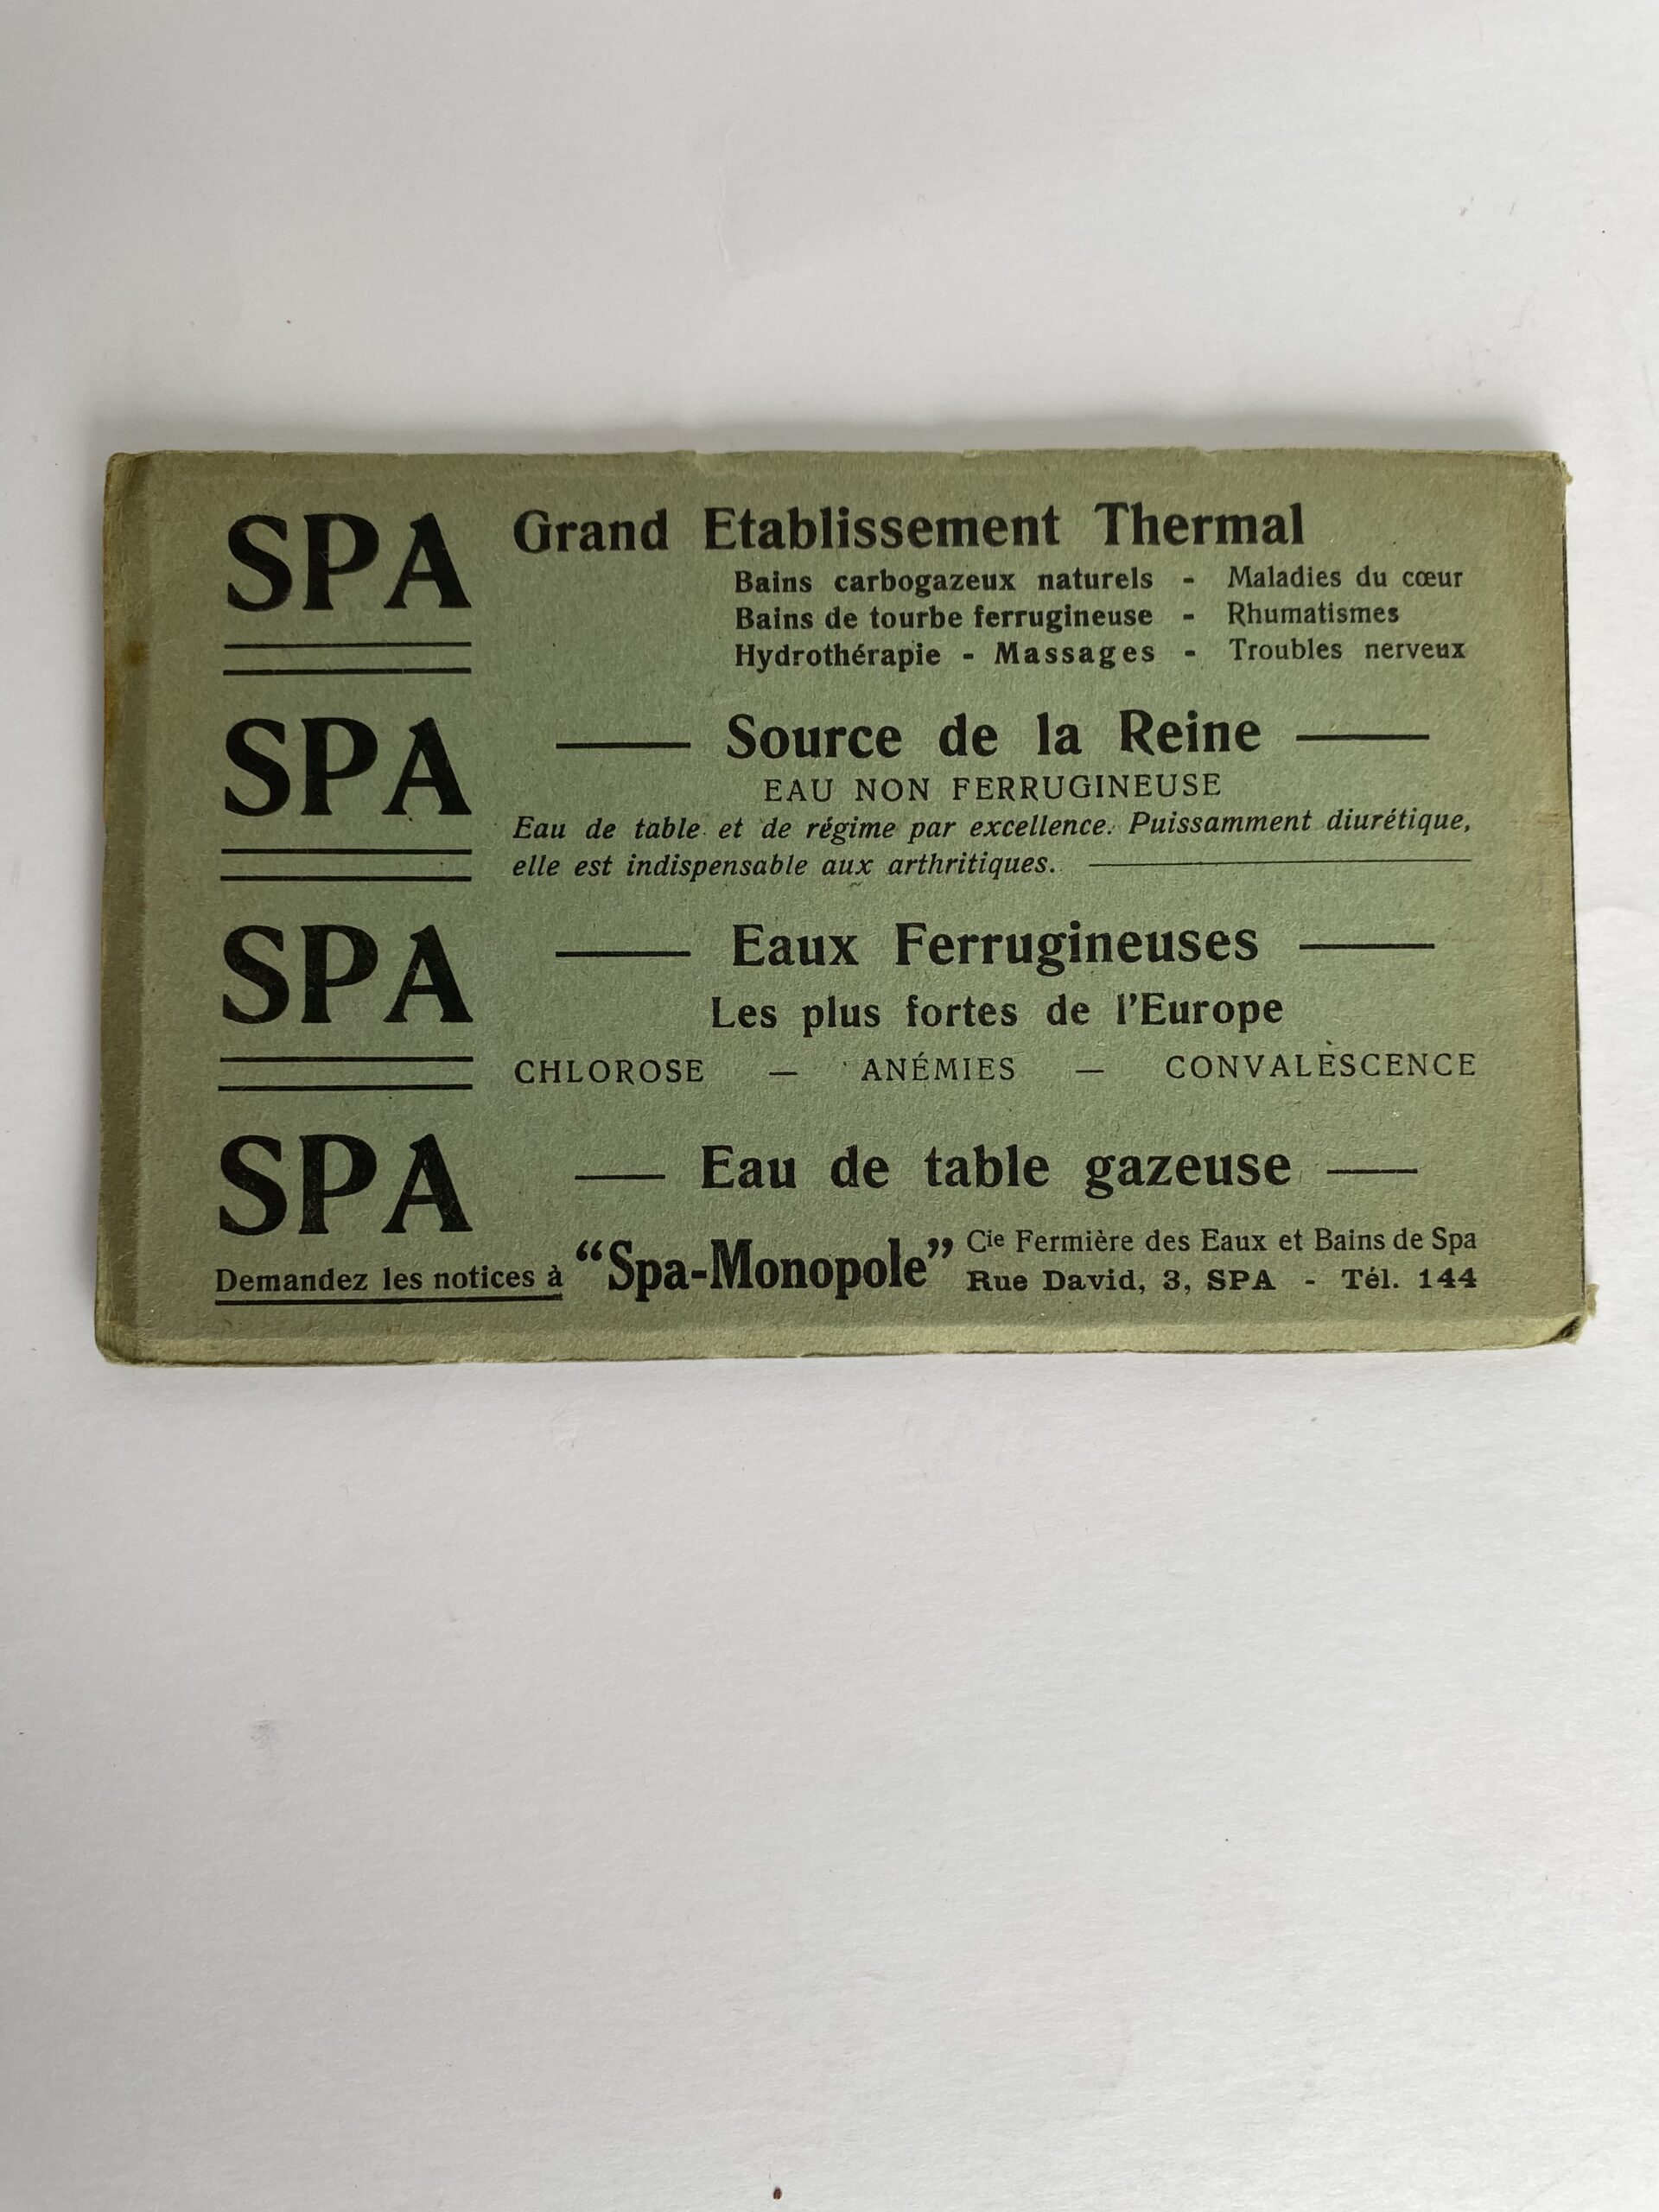 SPA Grand Etablissement Thermal
Bains carbogazeux naturels - Maladies du cœur
Bains de tourbe ferrugineuse - Rhumatismes
Hydrothérapie - Massages - Troubles nerveux
SPA — Source de la Reine —
EAU NON FERRUGINEUSE
Eau de table et de régime par excellence. Puissamment diurétique,
elle est indispensable aux arthritiques. —
SPA — Eaux Ferrugineuses —
Les plus fortes de l'Europe
CHLOROSE — ANÉMIES — CONVALÈSCENCE
SPA — Eau de table gazeuse —
Demandez les notices à "Spa-Monopole" Cie Fermière des Eaux et Bains de Spa
Rue David, 3, SPA - Tél. 144